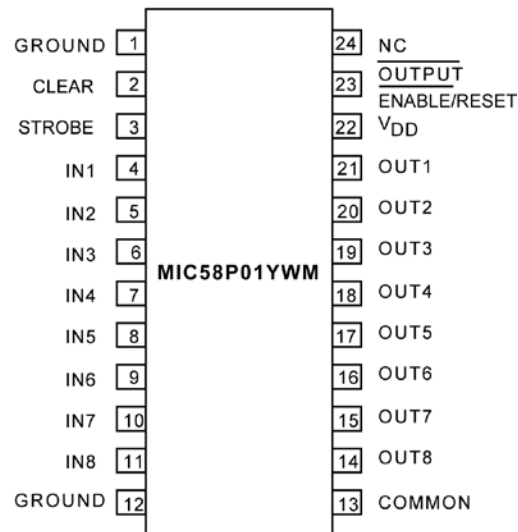 GROUND 1
CLEAR 2
STROBE 3
IN1 4
IN2 5
IN3 6
IN4 7
IN5 8
IN6 9
IN7 10
IN8 11
GROUND 12
MIC58P01YWM
24 NC
23 OUTPUT
ENABLE/RESET
22 VDD
21 OUT1
20 OUT2
19 OUT3
18 OUT4
17 OUT5
16 OUT6
15 OUT7
14 OUT8
13 COMMON